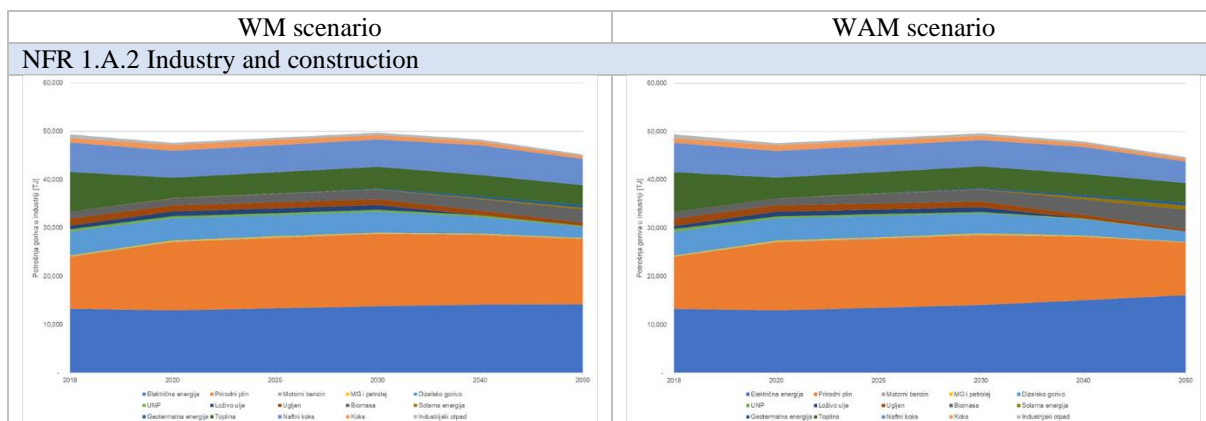 WM scenario
WAM scenario
NFR 1.A.2 Industry and construction
60,000
50,000
40,000
30,000
20,000
10,000
-
Potrošnja goriva u industriji [TJ]
2018 2020 2025 2030 2040 2050
Električna energija Prirodni plin Motorni benzin MG i petrolej Dizelsko gorivo
UNP Loživo ulje Ugljen Biomasa Solarna energija
Geotermalna energija Toplina Naftni koks Koks Industrijski otpad
60,000
50,000
40,000
30,000
20,000
10,000
-
Potrošnja goriva u industriji [TJ]
2018 2020 2025 2030 2040 2050
Električna energija Prirodni plin Motorni benzin MG i petrolej Dizelsko gorivo
UNP Loživo ulje Ugljen Biomasa Solarna energija
Geotermalna energija Toplina Naftni koks Koks Industrijski otpad